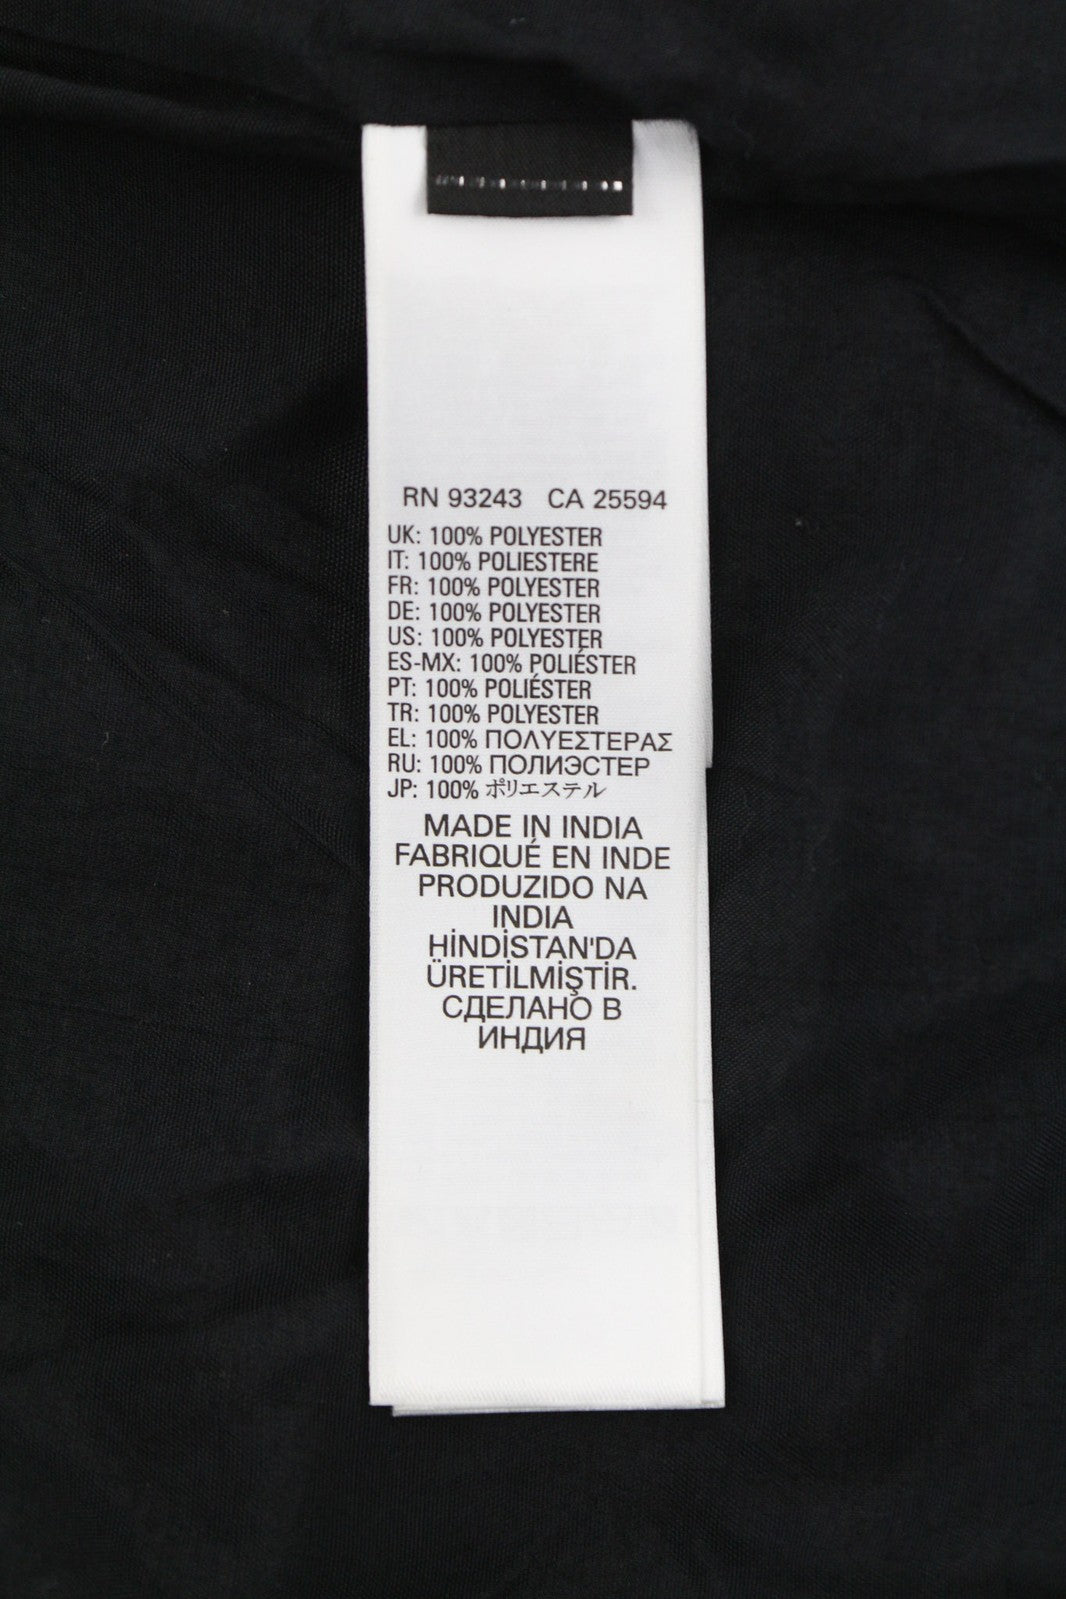 RN 93243 CA 25594
UK: 100% POLYESTER
IT: 100% POLIESTERE
FR: 100% POLYESTER
DE: 100% POLYESTER
US: 100% POLYESTER
ES-MX: 100% POLIÉSTER
PT: 100% POLIÉSTER
TR: 100% POLYESTER
EL: 100% ΠΟΛΥΕΣΤΕΡΑΣ
RU: 100% ПОЛИЭСТЕР
JP: 100% ポリエステル
MADE IN INDIA
FABRIQUÉ EN INDE
PRODUZIDO NA
INDIA
HİNDİSTAN'DA
ÜRETİLMİŞTİR.
СДЕЛАНО В
ИНДИЯ